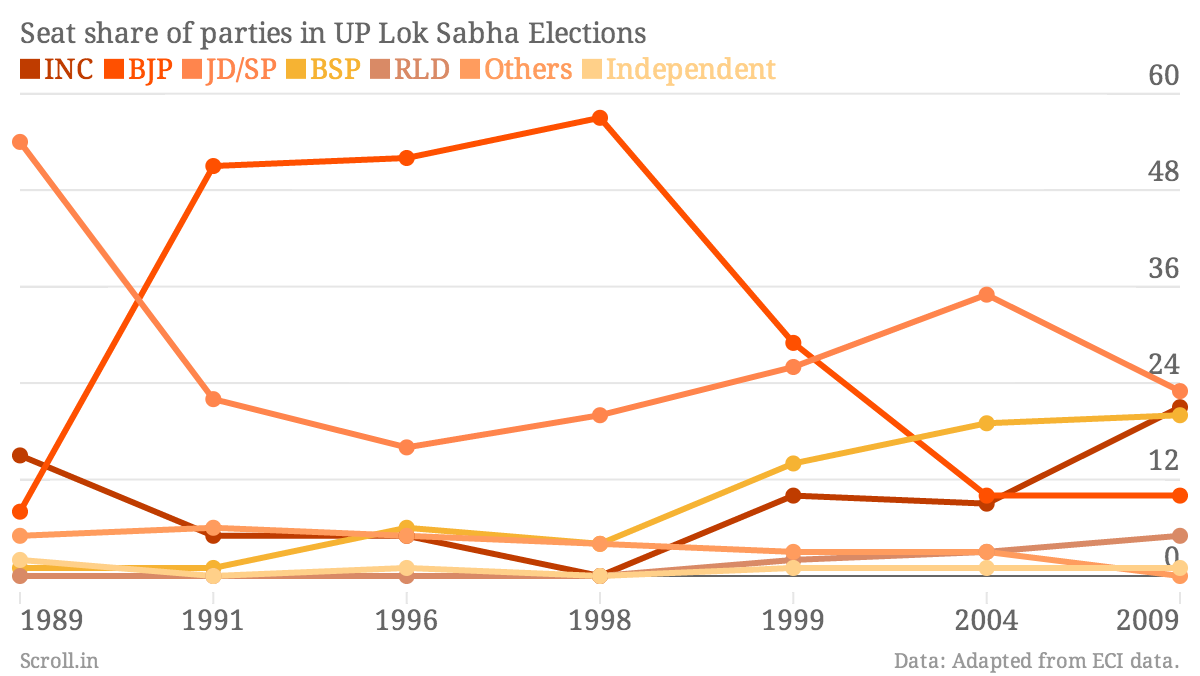 Seat share of parties in UP Lok Sabha Elections
INC BJP JD/SP BSP RLD Others Independent
60
48
36
24
12
0
1989 1991 1996 1998 1999 2004 2009
Scroll.in Data: Adapted from ECI data.